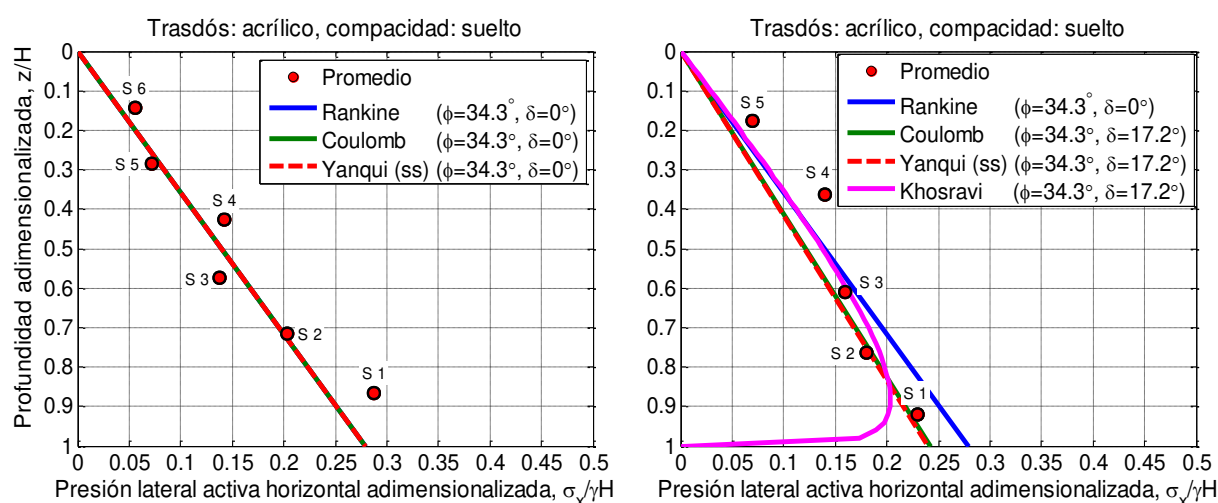 Trasdós: acrílico, compacidad: suelto
Profundidad adimensionalizada, z/H
0
0.1
0.2
0.3
0.4
0.5
0.6
0.7
0.8
0.9
1
S 6
S 5
S 4
S 3
S 2
S 1
Promedio
Rankine (ϕ=34.3°, δ=0°)
Coulomb (ϕ=34.3°, δ=0°)
Yanqui (ss) (ϕ=34.3°, δ=0°)
0 0.05 0.1 0.15 0.2 0.25 0.3 0.35 0.4 0.45 0.5
Presión lateral activa horizontal adimensionalizada, σx/γH
Trasdós: acrílico, compacidad: suelto
0
0.1
0.2
0.3
0.4
0.5
0.6
0.7
0.8
0.9
1
S 5
S 4
S 3
S 2
S 1
Promedio
Rankine (ϕ=34.3°, δ=0°)
Coulomb (ϕ=34.3°, δ=17.2°)
Yanqui (ss) (ϕ=34.3°, δ=17.2°)
Khosravi (ϕ=34.3°, δ=17.2°)
0 0.05 0.1 0.15 0.2 0.25 0.3 0.35 0.4 0.45 0.5
Presión lateral activa horizontal adimensionalizada, σx/γH